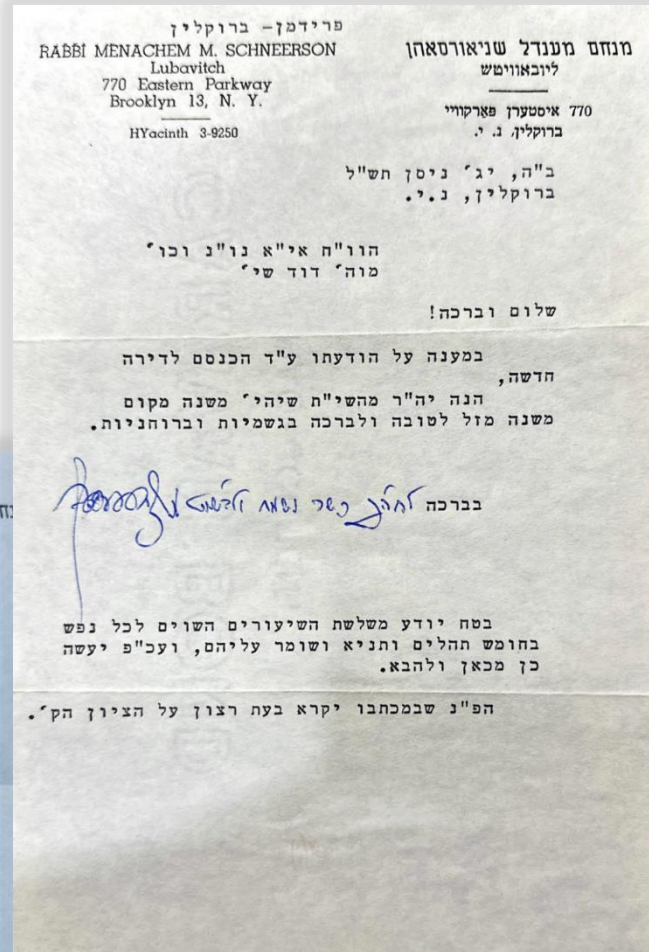 פרידמן- ברוקלין
RABBI MENACHEM M. SCHNEERSON
Lubavitch
770 Eastern Parkway
Brooklyn 13, N. Y.
HYacinth 3-9250
מנחם מענדל שניאורסאהן
ליובאוויטש
770 איסטערן פארקוויי
ברוקלין, נ. י.
ב"ה, יג' ניסן תש"ל
ברוקלין, נ.י.
הוו"ח אי"א נו"נ וכו'
מוה' דוד שי'
שלום וברכה!
במענה על הודעתו ע"ד הכנסם לדירה
חדשה,
הנה יה"ר מהשי"ת שיהי' משנה מקום
משנה מזל לטובה ולברכה בגשמיות וברוחניות.
בברכה לחה"פ כשר ושמח
בטח יודע משלשת השיעורים השוים לכל נפש
בחומש תהלים ותניא ושומר עליהם, ועכ"פ יעשה
כן מכאן ולהבא.
הפ"נ שבמכתבו יקרא בעת רצון על הציון הק'.